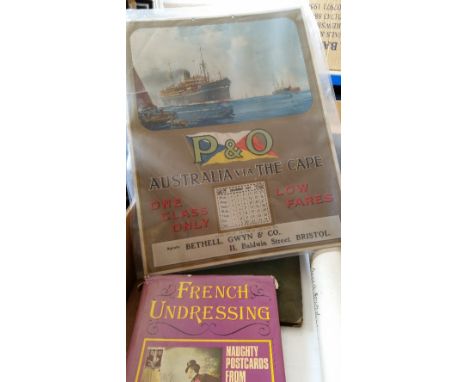 P&O
AUSTRALIA VIA THE CAPE
ONE
CLASS
ONLY
LOW
FARES
Agents BETHELL GWYN & CO.,
11, Baldwin Street, BRISTOL.
FRENCH
UNDRESSING
NAUGHTY
POSTCARDS
FROM